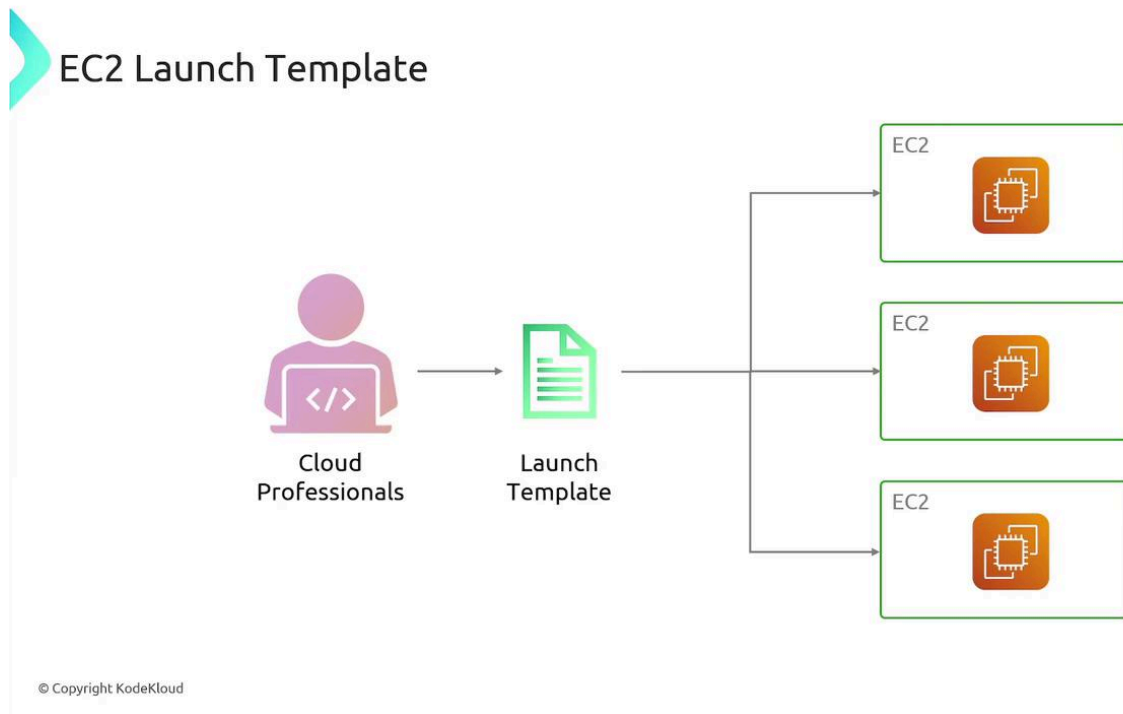 EC2 Launch Template
EC2
EC2
EC2
</>
Cloud
Professionals
Launch
Template
© Copyright KodeKloud